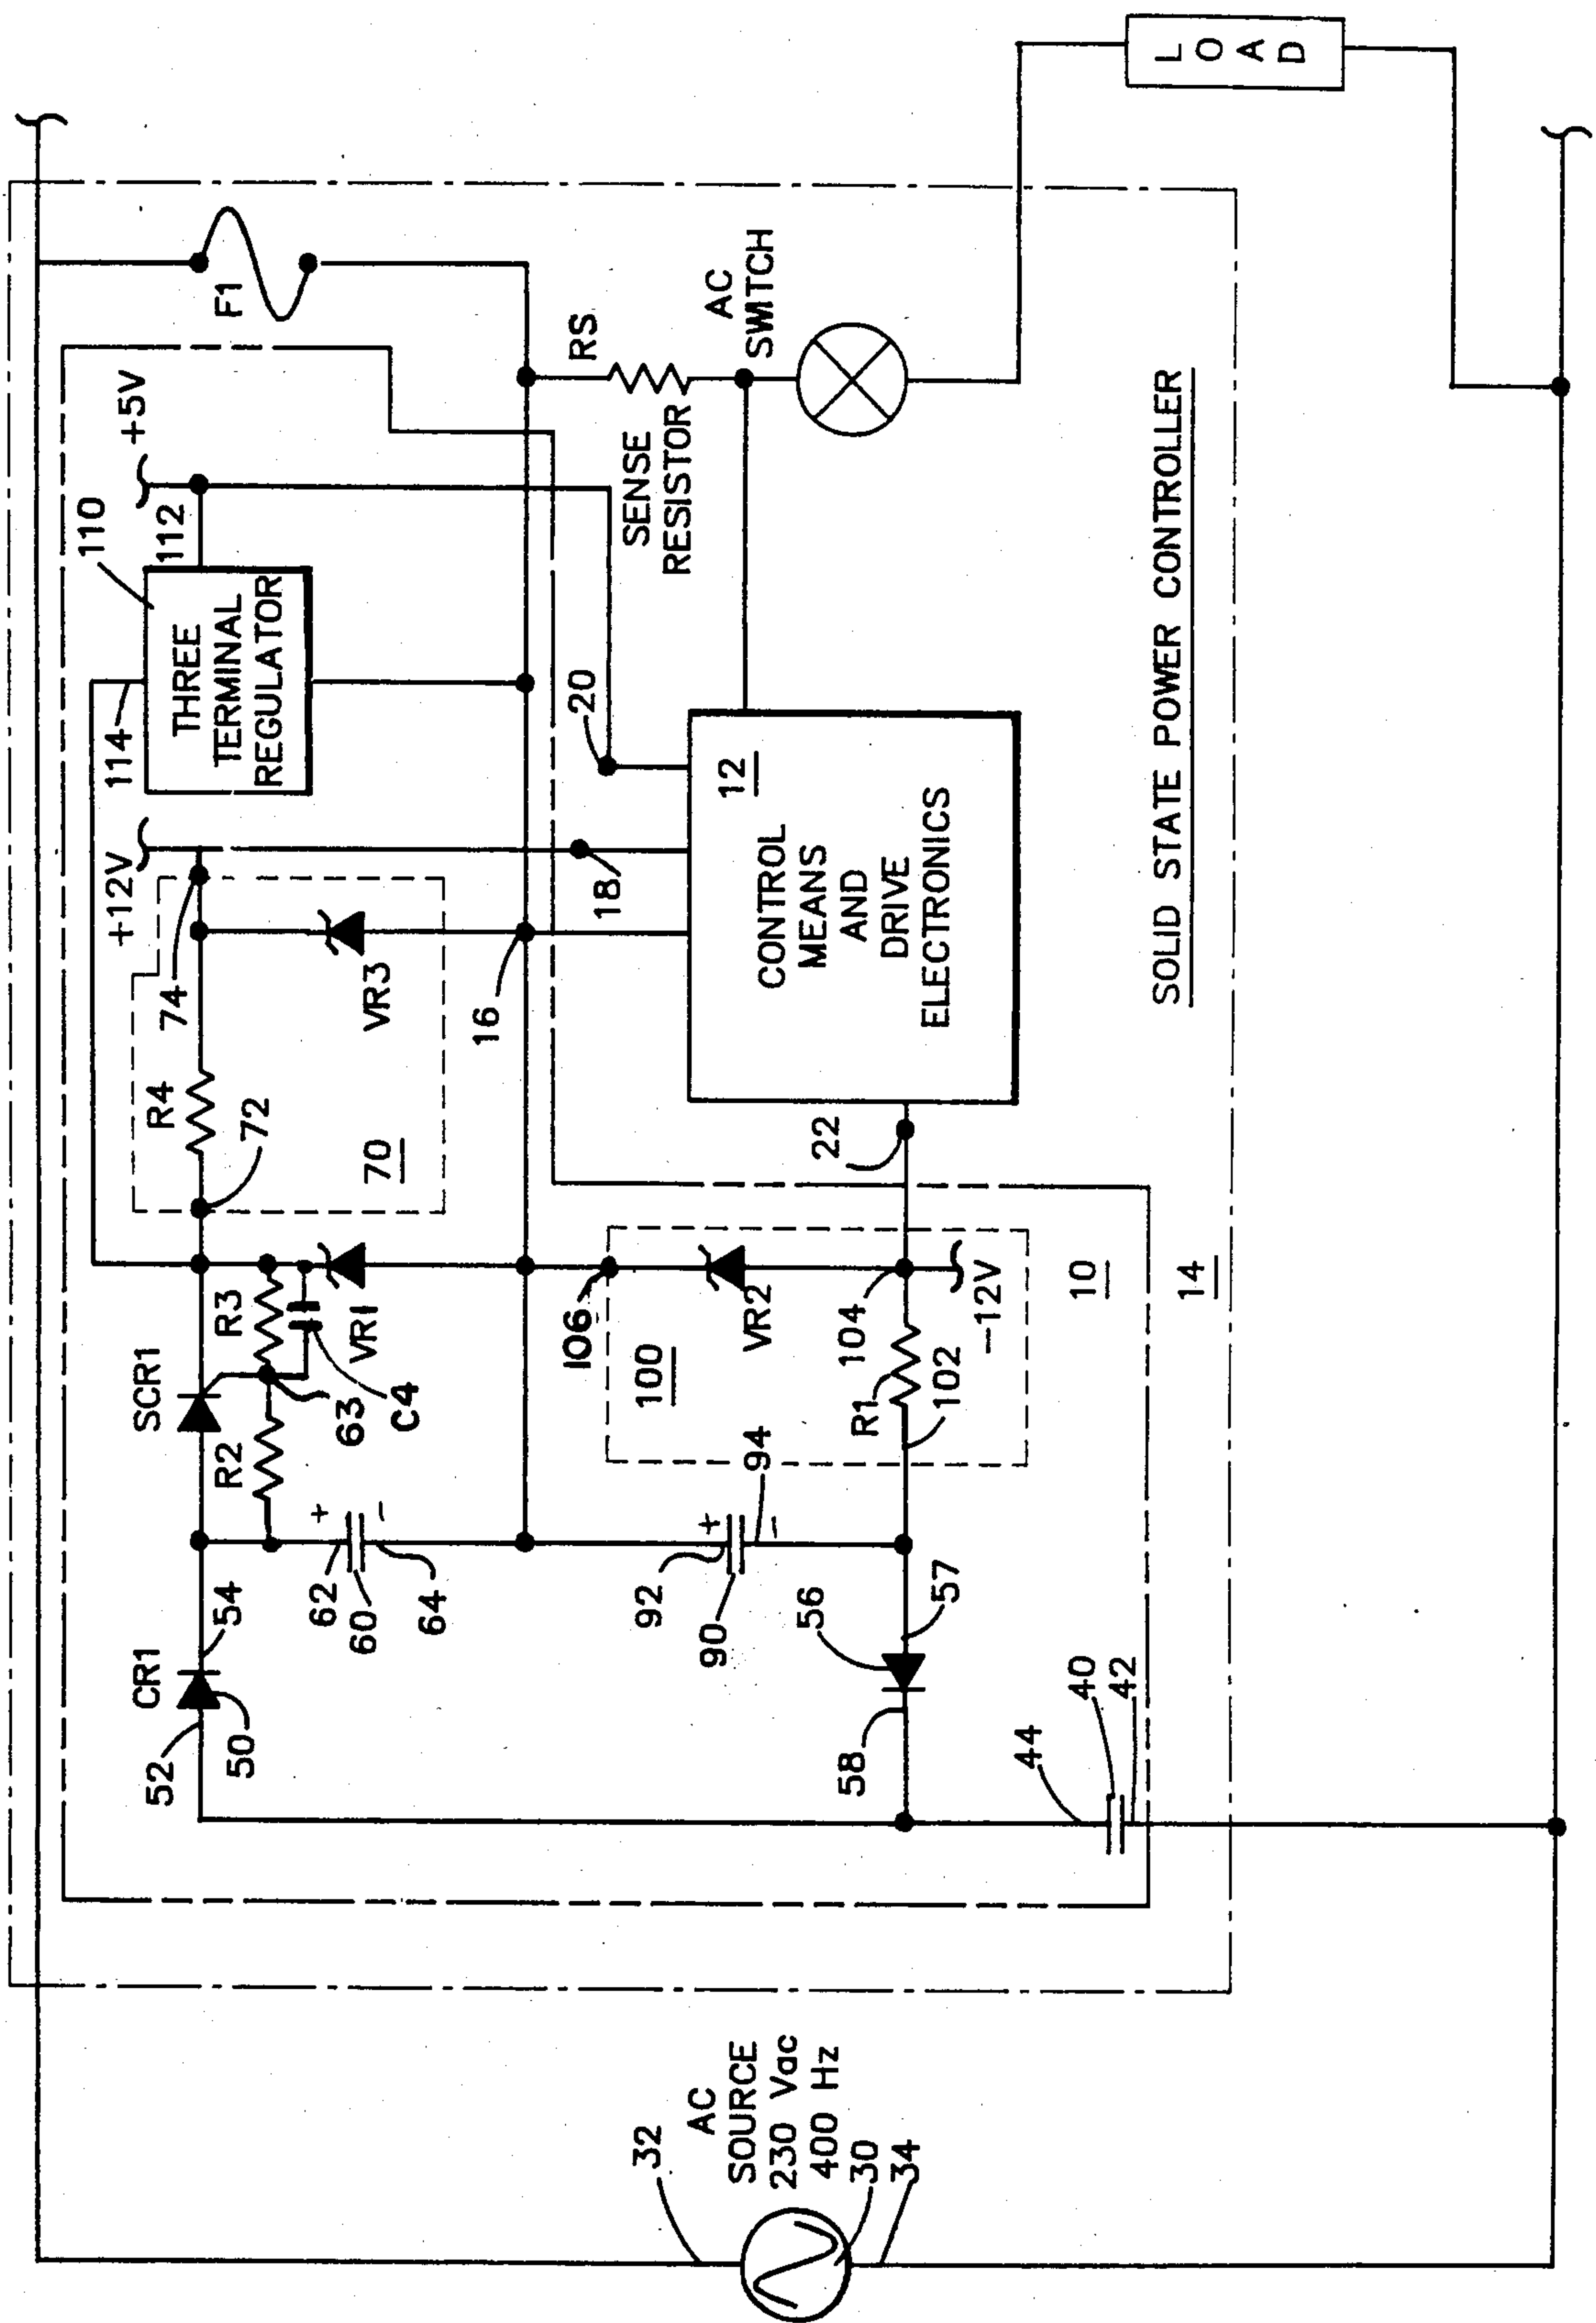 AC
SOURCE
230 Vac
400 Hz
30
32
34
CR1
52
54
50
62
+
60
-
64
SCR1
R2
R3
63
C4
VR1
72
R4
74
VR3
70
+12V
114
THREE
TERMINAL
REGULATOR
110
112
+5V
F1
16
18
20
RS
SENSE
RESISTOR
AC
SWITCH
92
+
90
-
94
56
57
58
100
106
VR2
R1
102
104
-12V
22
12
CONTROL
MEANS
AND
DRIVE
ELECTRONICS
44
40
42
10
14
SOLID STATE POWER CONTROLLER
LOAD